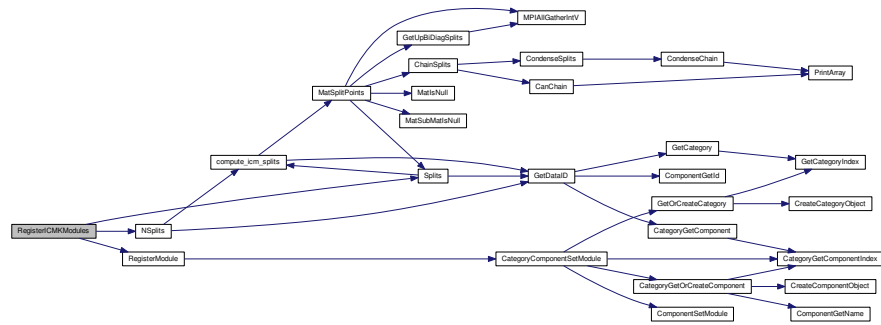 MPIAllGatherIntV
GetUpBiDiagSplits
ChainSplits
CondenseSplits
CondenseChain
PrintArray
MatSplitPoints
MatIsNull
CanChain
MatSubMatIsNull
compute_icm_splits
GetCategory
GetCategoryIndex
Splits
GetDataID
ComponentGetId
GetOrCreateCategory
CreateCategoryObject
RegisterICMKModules
NSplits
CategoryGetComponent
RegisterModule
CategoryComponentSetModule
CategoryGetComponentIndex
CategoryGetOrCreateComponent
CreateComponentObject
ComponentSetModule
ComponentGetName